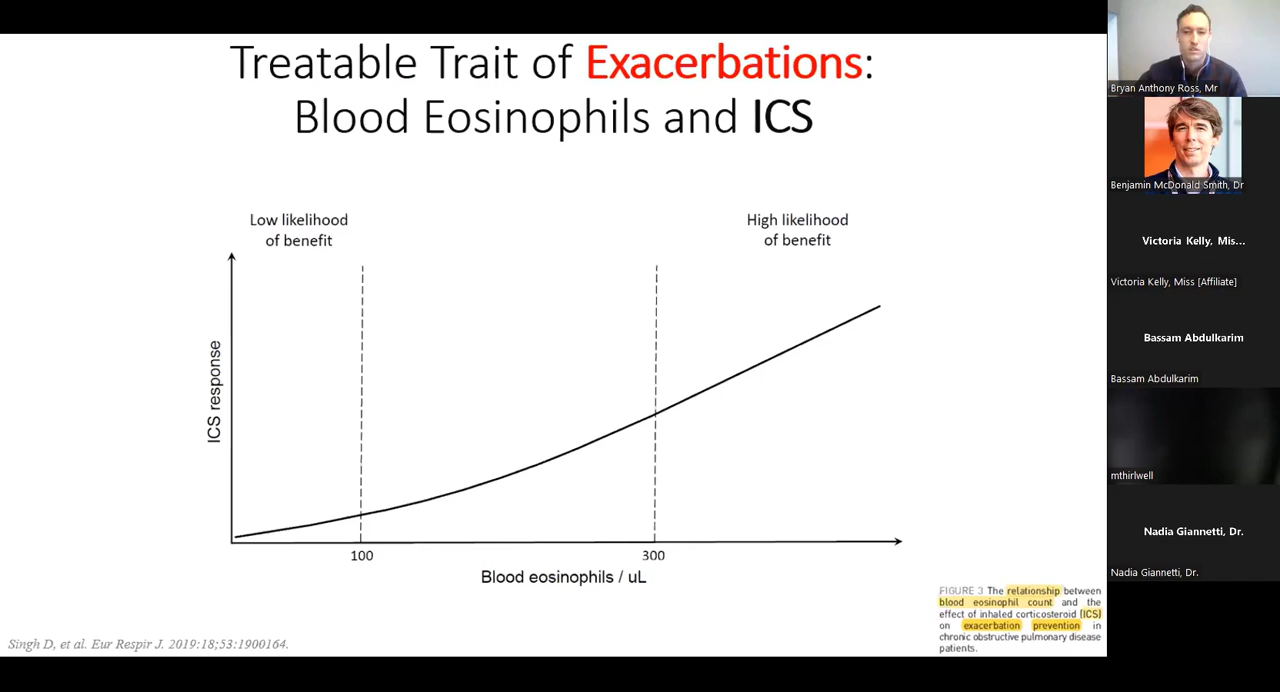 Treatable Trait of Exacerbations:
Blood Eosinophils and ICS
Low likelihood
of benefit
High likelihood
of benefit
ICS response
100
300
Blood eosinophils / uL
FIGURE 3 The relationship between
blood eosinophil count and the
effect of inhaled corticosteroid (ICS)
on exacerbation prevention in
chronic obstructive pulmonary disease
patients.
Singh D, et al. Eur Respir J. 2019:18;53:1900164.
Bryan Anthony Ross, Mr
Benjamin McDonald Smith, Dr
Victoria Kelly, Mis...
Victoria Kelly, Miss [Affiliate]
Bassam Abdulkarim
Bassam Abdulkarim
mthirlwell
Nadia Giannetti, Dr.
Nadia Giannetti, Dr.